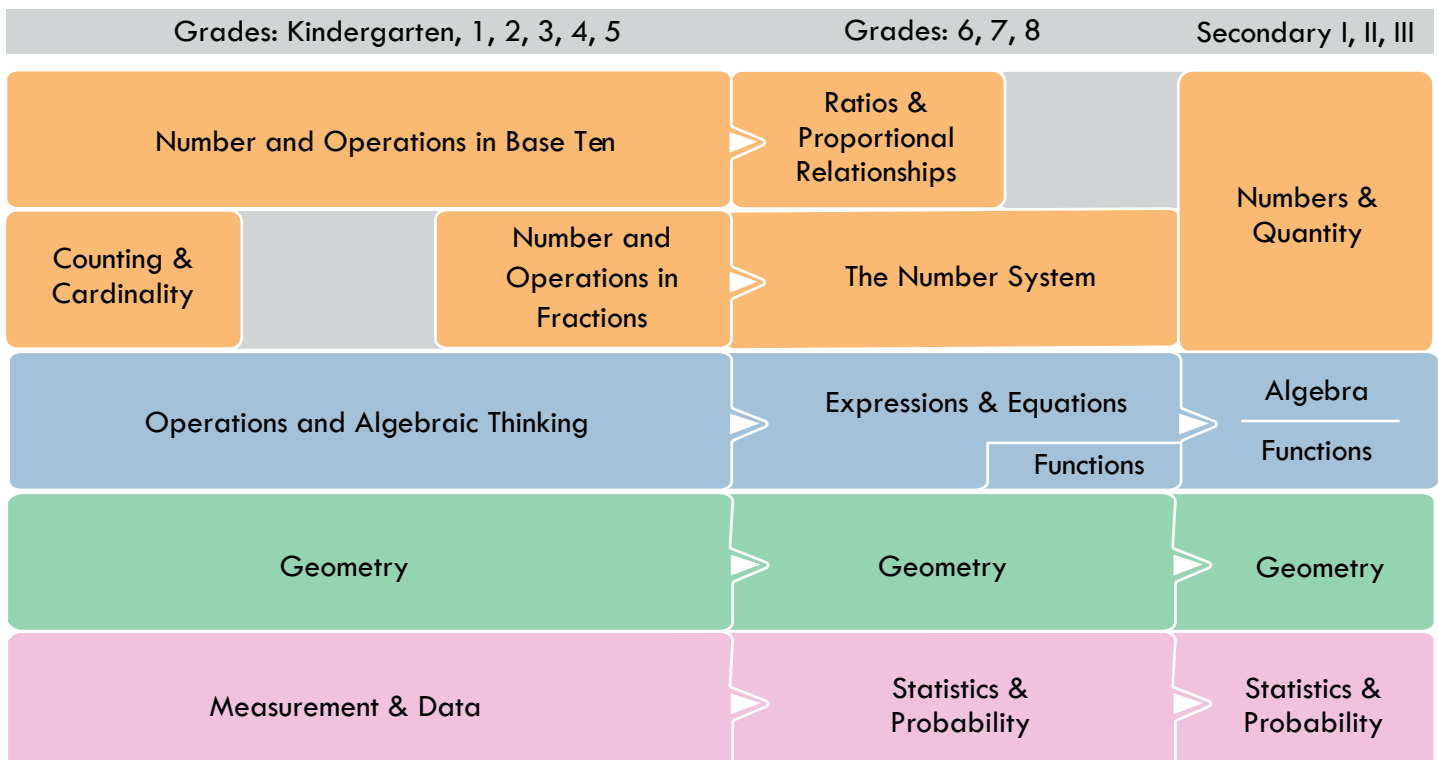 Grades: Kindergarten, 1, 2, 3, 4, 5
Grades: 6, 7, 8
Secondary I, II, III
Number and Operations in Base Ten
Ratios &
Proportional
Relationships
Numbers &
Quantity
Counting &
Cardinality
Number and
Operations in
Fractions
The Number System
Operations and Algebraic Thinking
Expressions & Equations
Functions
Algebra
Functions
Geometry
Geometry
Geometry
Measurement & Data
Statistics &
Probability
Statistics &
Probability